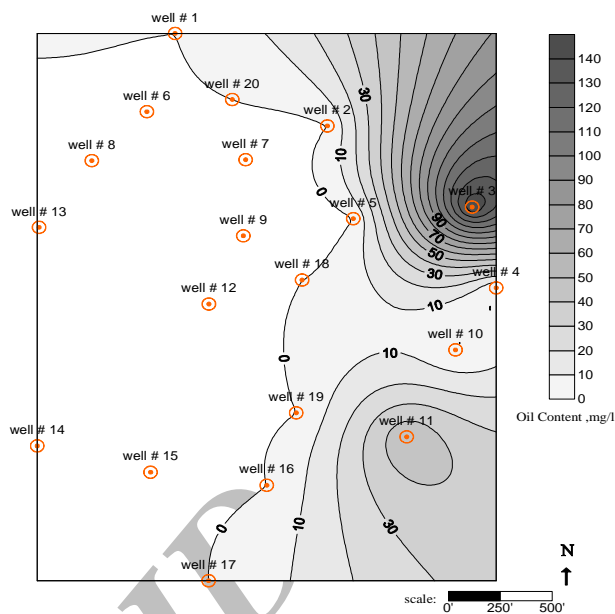 well # 1
140
130
120
110
100
90
80
70
60
50
40
30
20
10
0
Oil Content ,mg/l
well # 20
30
well # 6
well # 2
well # 8
well # 7
10
0
well # 3
well # 5
well # 13
90
70
50
30
10
well # 9
well # 18
well # 4
well # 12
well # 10
10
0
well # 19
well # 11
well # 14
well # 15
well # 16
0
10
30
well # 17
N
scale:
0' 250' 500'